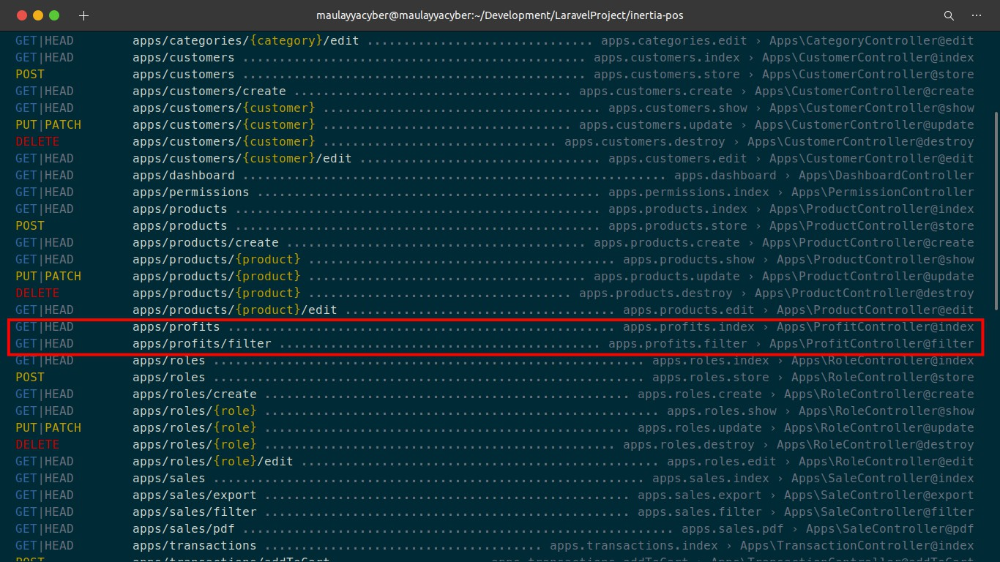 maulayyacyber@maulayyacyber:~/Development/LaravelProject/inertia-pos
GET|HEAD apps/categories/{category}/edit ............................... apps.categories.edit › Apps\CategoryController@edit
GET|HEAD apps/customers ............................................... apps.customers.index › Apps\CustomerController@index
POST apps/customers ............................................... apps.customers.store › Apps\CustomerController@store
GET|HEAD apps/customers/create ...................................... apps.customers.create › Apps\CustomerController@create
GET|HEAD apps/customers/{customer} ...................................... apps.customers.show › Apps\CustomerController@show
PUT|PATCH apps/customers/{customer} .................................. apps.customers.update › Apps\CustomerController@update
DELETE apps/customers/{customer} ................................ apps.customers.destroy › Apps\CustomerController@destroy
GET|HEAD apps/customers/{customer}/edit ................................. apps.customers.edit › Apps\CustomerController@edit
GET|HEAD apps/dashboard .......................................................... apps.dashboard › Apps\DashboardController
GET|HEAD apps/permissions ............................................... apps.permissions.index › Apps\PermissionController
GET|HEAD apps/products .................................................. apps.products.index › Apps\ProductController@index
POST apps/products .................................................. apps.products.store › Apps\ProductController@store
GET|HEAD apps/products/create ......................................... apps.products.create › Apps\ProductController@create
GET|HEAD apps/products/{product} .......................................... apps.products.show › Apps\ProductController@show
PUT|PATCH apps/products/{product} ...................................... apps.products.update › Apps\ProductController@update
DELETE apps/products/{product} .................................... apps.products.destroy › Apps\ProductController@destroy
GET|HEAD apps/products/{product}/edit ..................................... apps.products.edit › Apps\ProductController@edit
GET|HEAD apps/profits ..................................................... apps.profits.index › Apps\ProfitController@index
GET|HEAD apps/profits/filter ............................................ apps.profits.filter › Apps\ProfitController@filter
GET|HEAD apps/roles ........................................................... apps.roles.index › Apps\RoleController@index
POST apps/roles ........................................................... apps.roles.store › Apps\RoleController@store
GET|HEAD apps/roles/create .................................................. apps.roles.create › Apps\RoleController@create
GET|HEAD apps/roles/{role} ...................................................... apps.roles.show › Apps\RoleController@show
PUT|PATCH apps/roles/{role} .................................................. apps.roles.update › Apps\RoleController@update
DELETE apps/roles/{role} ................................................ apps.roles.destroy › Apps\RoleController@destroy
GET|HEAD apps/roles/{role}/edit ................................................. apps.roles.edit › Apps\RoleController@edit
GET|HEAD apps/sales ........................................................... apps.sales.index › Apps\SaleController@index
GET|HEAD apps/sales/export .................................................. apps.sales.export › Apps\SaleController@export
GET|HEAD apps/sales/filter .................................................. apps.sales.filter › Apps\SaleController@filter
GET|HEAD apps/sales/pdf ........................................................... apps.sales.pdf › Apps\SaleController@pdf
GET|HEAD apps/transactions ...................................... apps.transactions.index › Apps\TransactionController@index
POST apps/transactions/addToCart ...................... apps.transactions.addToCart › Apps\TransactionController@addToCart